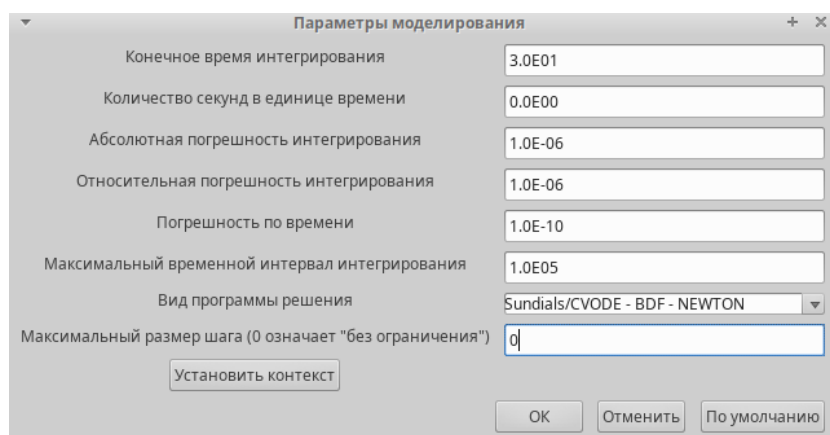 Параметры моделирования
Конечное время интегрирования 3.0E01
Количество секунд в единице времени 0.0E00
Абсолютная погрешность интегрирования 1.0E-06
Относительная погрешность интегрирования 1.0E-06
Погрешность по времени 1.0E-10
Максимальный временной интервал интегрирования 1.0E05
Вид программы решения Sundials/CVODE - BDF - NEWTON
Максимальный размер шага (0 означает "без ограничения") 0
Установить контекст
ОК Отменить По умолчанию